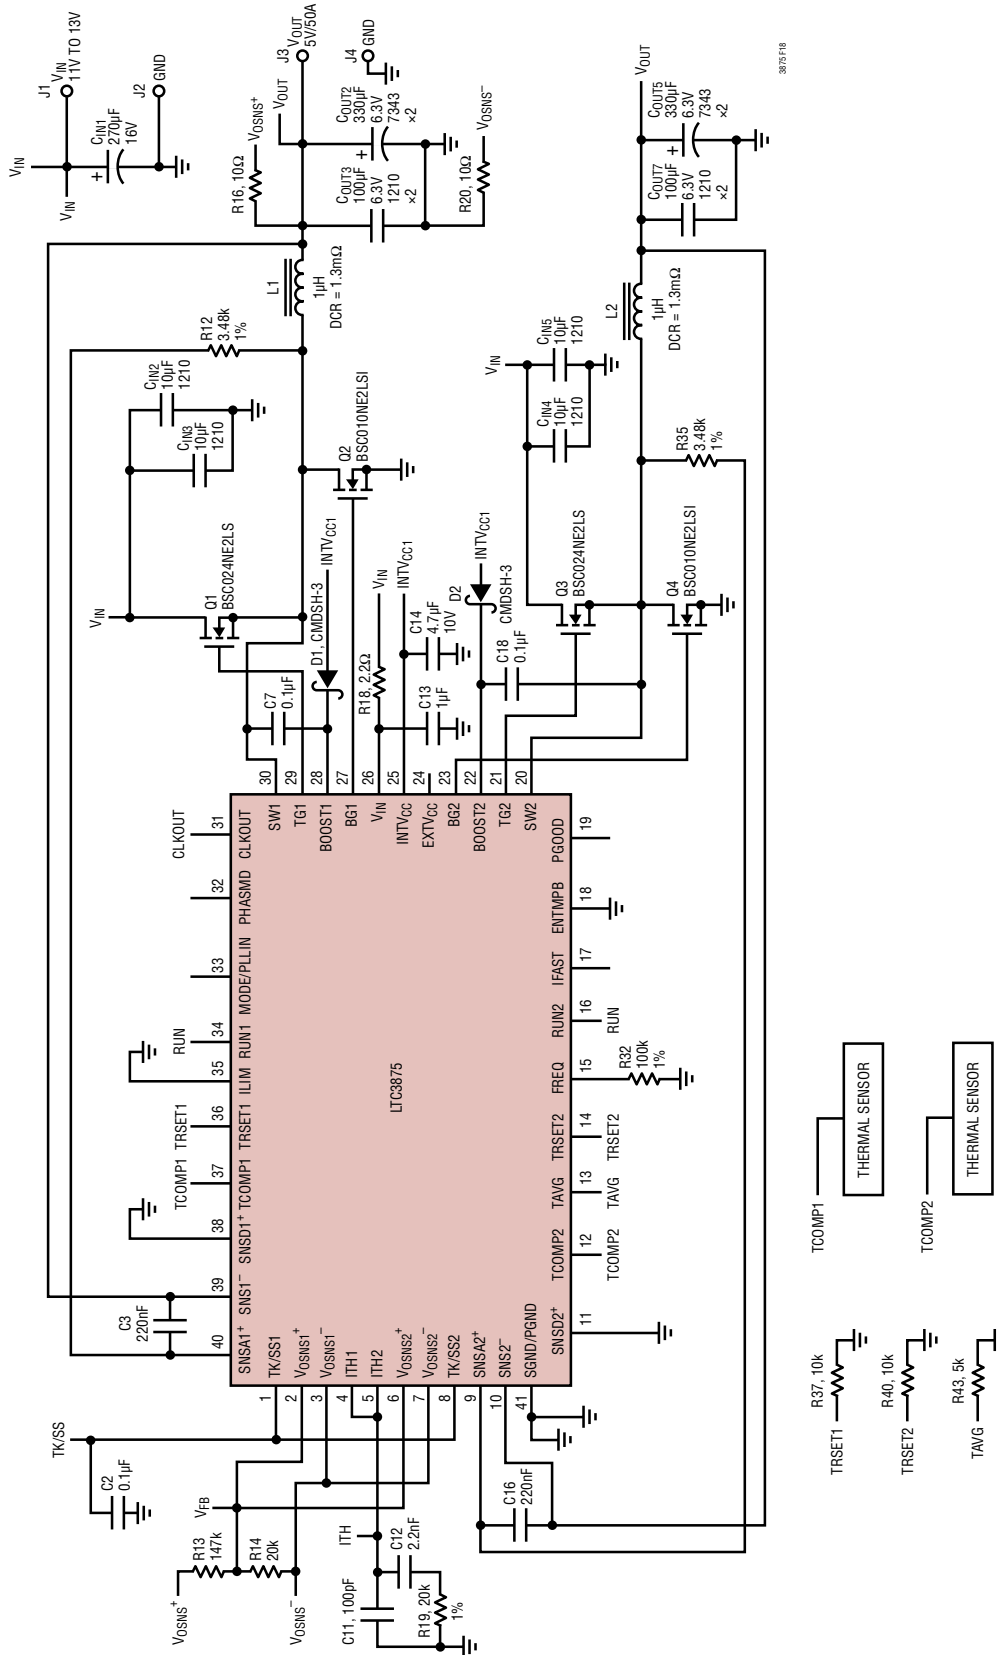 VIN
J1 VIN
11V TO 13V
VIN
+
CIN1
270µF
16V
J2 GND
VOSNS+
R16, 10Ω
VOUT
J3 VOUT
5V/50A
J4 GND
COUT3
100µF
6.3V
1210
×2
+
COUT2
330µF
6.3V
7343
×2
R20, 10Ω
VOSNS−
L1
1µH
DCR = 1.3mΩ
R12
3.48k
1%
CIN2
10µF
1210
CIN3
10µF
1210
VIN
Q1
BSC024NE2LS
Q2
BSC010NE2LSI
D1, CMDSH-3
INTVCC1
C7
0.1µF
R18, 2.2Ω
VIN
INTVCC1
C14
4.7µF
10V
C13
1µF
D2
CMDSH-3
INTVCC1
C18
0.1µF
Q3
BSC024NE2LS
Q4
BSC010NE2LSI
VIN
CIN5
10µF
1210
CIN4
10µF
1210
R35
3.48k
1%
L2
1µH
DCR = 1.3mΩ
VOUT
COUT7
100µF
6.3V
1210
×2
+
COUT5
330µF
6.3V
7343
×2
3875 F18
LTC3875
30 SW1
29 TG1
28 BOOST1
27 BG1
26 VIN
25 INTVCC
24 EXTVCC
23 BG2
22 BOOST2
21 TG2
20 SW2
CLKOUT
31 CLKOUT
32 PHASMD
33 MODE/PLLIN
RUN
34 RUN1
35 ILIM
TRSET1
36 TRSET1
TCOMP1
37 TCOMP1
38 SNSD1+
39 SNS1−
40 SNSA1+
C3
220nF
1 TK/SS1
2 VOSNS1+
3 VOSNS1−
4 ITH1
5 ITH2
6 VOSNS2+
7 VOSNS2−
8 TK/SS2
9 SNSA2+
10 SNS2−
41 SGND/PGND
SNSD2+ 11
TCOMP2 12 TCOMP2
TAVG 13 TAVG
TRSET2 14 TRSET2
FREQ 15
R32
100k
1%
RUN2 16 RUN
IFAST 17
ENTMPB 18
PGOOD 19
TK/SS
C2
0.1µF
VFB
VOSNS+
R13
147k
R14
20k
VOSNS−
ITH
C11, 100pF
C12
2.2nF
R19, 20k
1%
C16
220nF
TCOMP1
THERMAL SENSOR
TCOMP2
THERMAL SENSOR
TRSET1
R37, 10k
TRSET2
R40, 10k
TAVG
R43, 5k